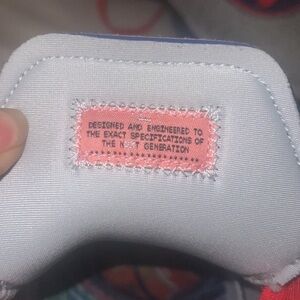 DESIGNED AND ENGINEERED TO
THE EXACT SPECIFICATIONS OF
THE NEXT GENERATION